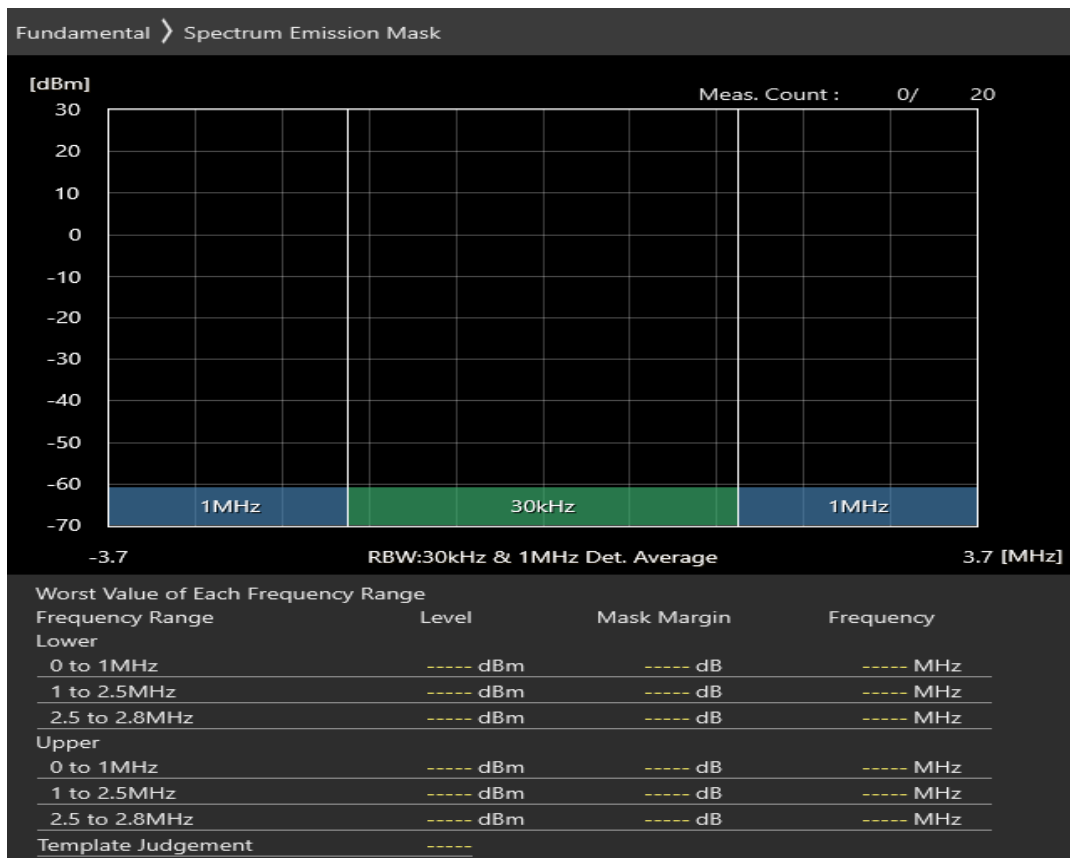 Fundamental 〉 Spectrum Emission Mask
[dBm]
Meas. Count : 0/ 20
30
20
10
0
-10
-20
-30
-40
-50
-60
1MHz 30kHz 1MHz
-70
-3.7 RBW:30kHz & 1MHz Det. Average 3.7 [MHz]
Worst Value of Each Frequency Range
Frequency Range Level Mask Margin Frequency
Lower
0 to 1MHz ----- dBm ----- dB ----- MHz
1 to 2.5MHz ----- dBm ----- dB ----- MHz
2.5 to 2.8MHz ----- dBm ----- dB ----- MHz
Upper
0 to 1MHz ----- dBm ----- dB ----- MHz
1 to 2.5MHz ----- dBm ----- dB ----- MHz
2.5 to 2.8MHz ----- dBm ----- dB ----- MHz
Template Judgement -----